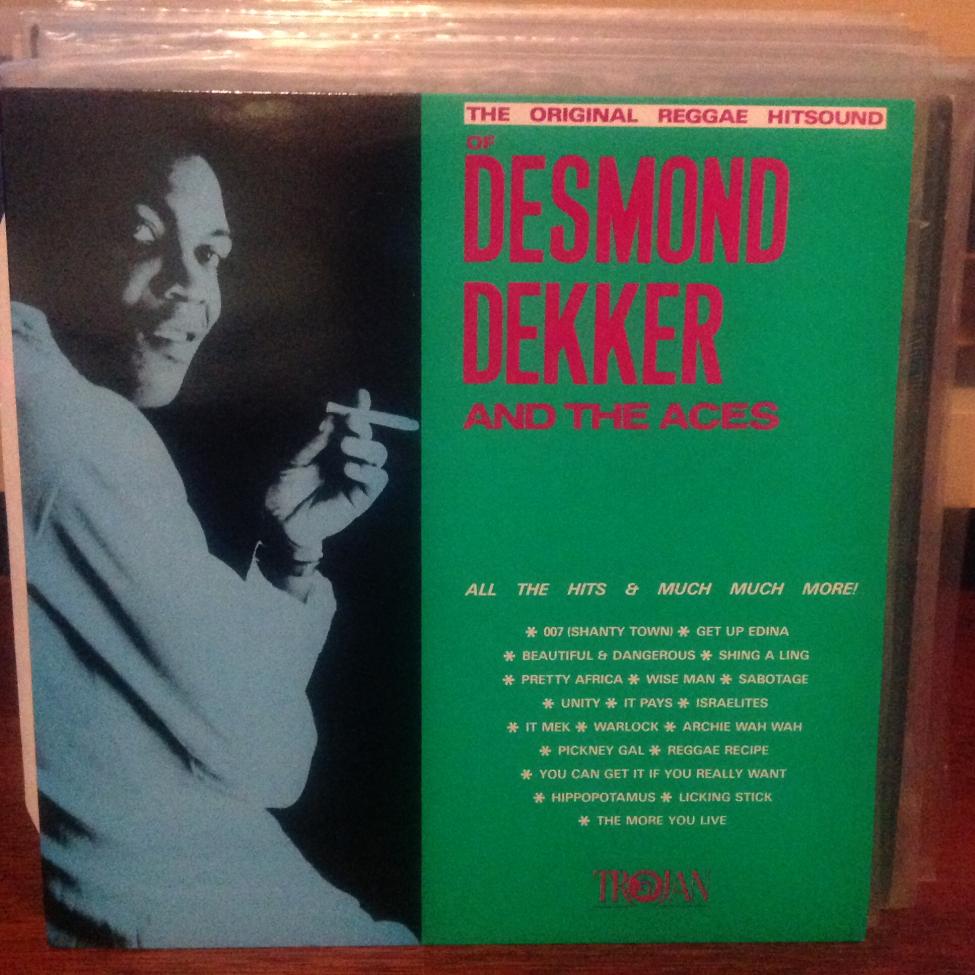 THE ORIGINAL REGGAE HITSOUND
OF
DESMOND
DEKKER
AND THE ACES
ALL THE HITS & MUCH MUCH MORE!
* 007 (SHANTY TOWN) * GET UP EDINA
* BEAUTIFUL & DANGEROUS * SHING A LING
* PRETTY AFRICA * WISE MAN * SABOTAGE
* UNITY * IT PAYS * ISRAELITES
* IT MEK * WARLOCK * ARCHIE WAH WAH
* PICKNEY GAL * REGGAE RECIPE
* YOU CAN GET IT IF YOU REALLY WANT
* HIPPOPOTAMUS * LICKING STICK
* THE MORE YOU LIVE
TROJAN